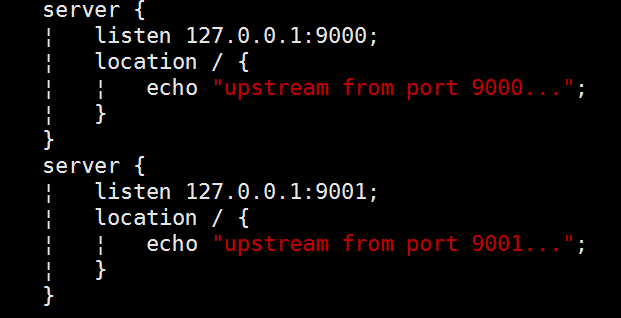 server {
¦   listen 127.0.0.1:9000;
¦   location / {
¦   ¦   echo "upstream from port 9000...";
¦   }
}
server {
¦   listen 127.0.0.1:9001;
¦   location / {
¦   ¦   echo "upstream from port 9001...";
¦   }
}